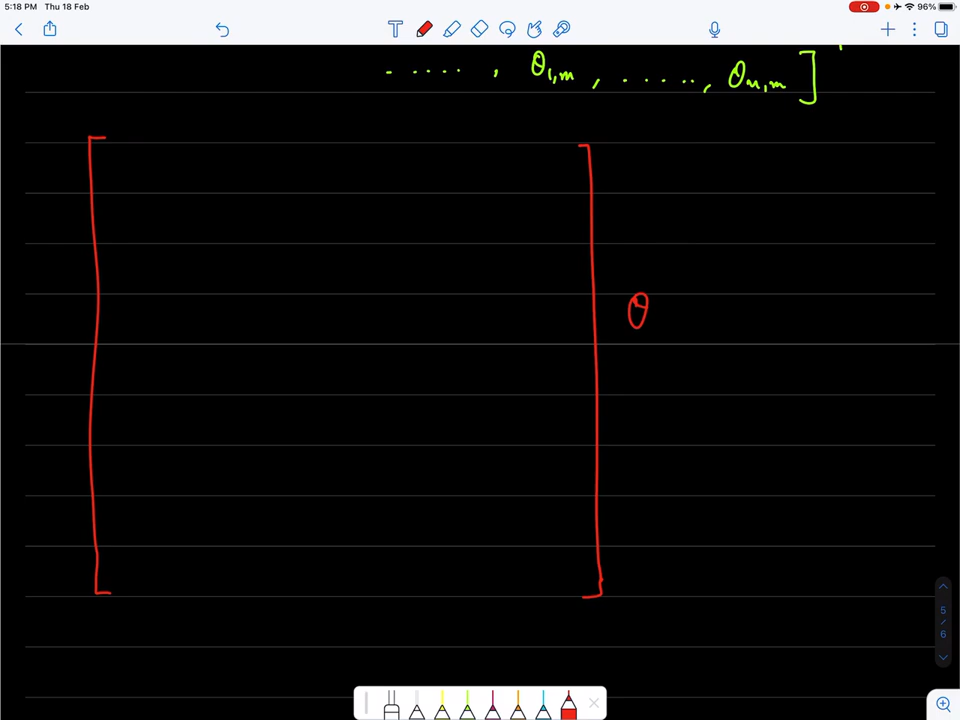 5:18 PM Thu 18 Feb
96%
....., θ₁,ₘ, ......, θₙ,ₘ]
[ ] θ
5
/
6